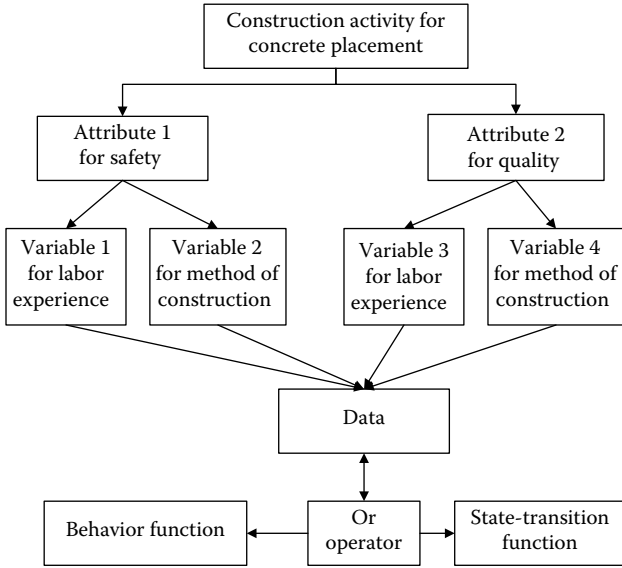 Construction activity for
concrete placement
Attribute 1
for safety
Attribute 2
for quality
Variable 1
for labor
experience
Variable 2
for method of
construction
Variable 3
for labor
experience
Variable 4
for method of
construction
Data
Behavior function
Or
operator
State-transition
function